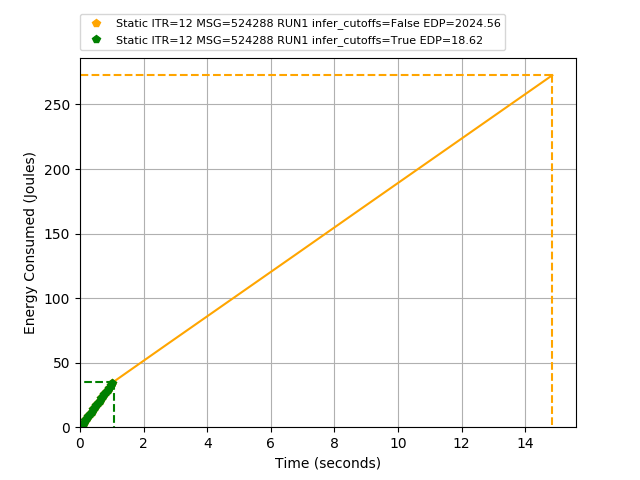 Static ITR=12 MSG=524288 RUN1 infer_cutoffs=False EDP=2024.56
Static ITR=12 MSG=524288 RUN1 infer_cutoffs=True EDP=18.62
Energy Consumed (Joules)
250
200
150
100
50
0
0 2 4 6 8 10 12 14
Time (seconds)